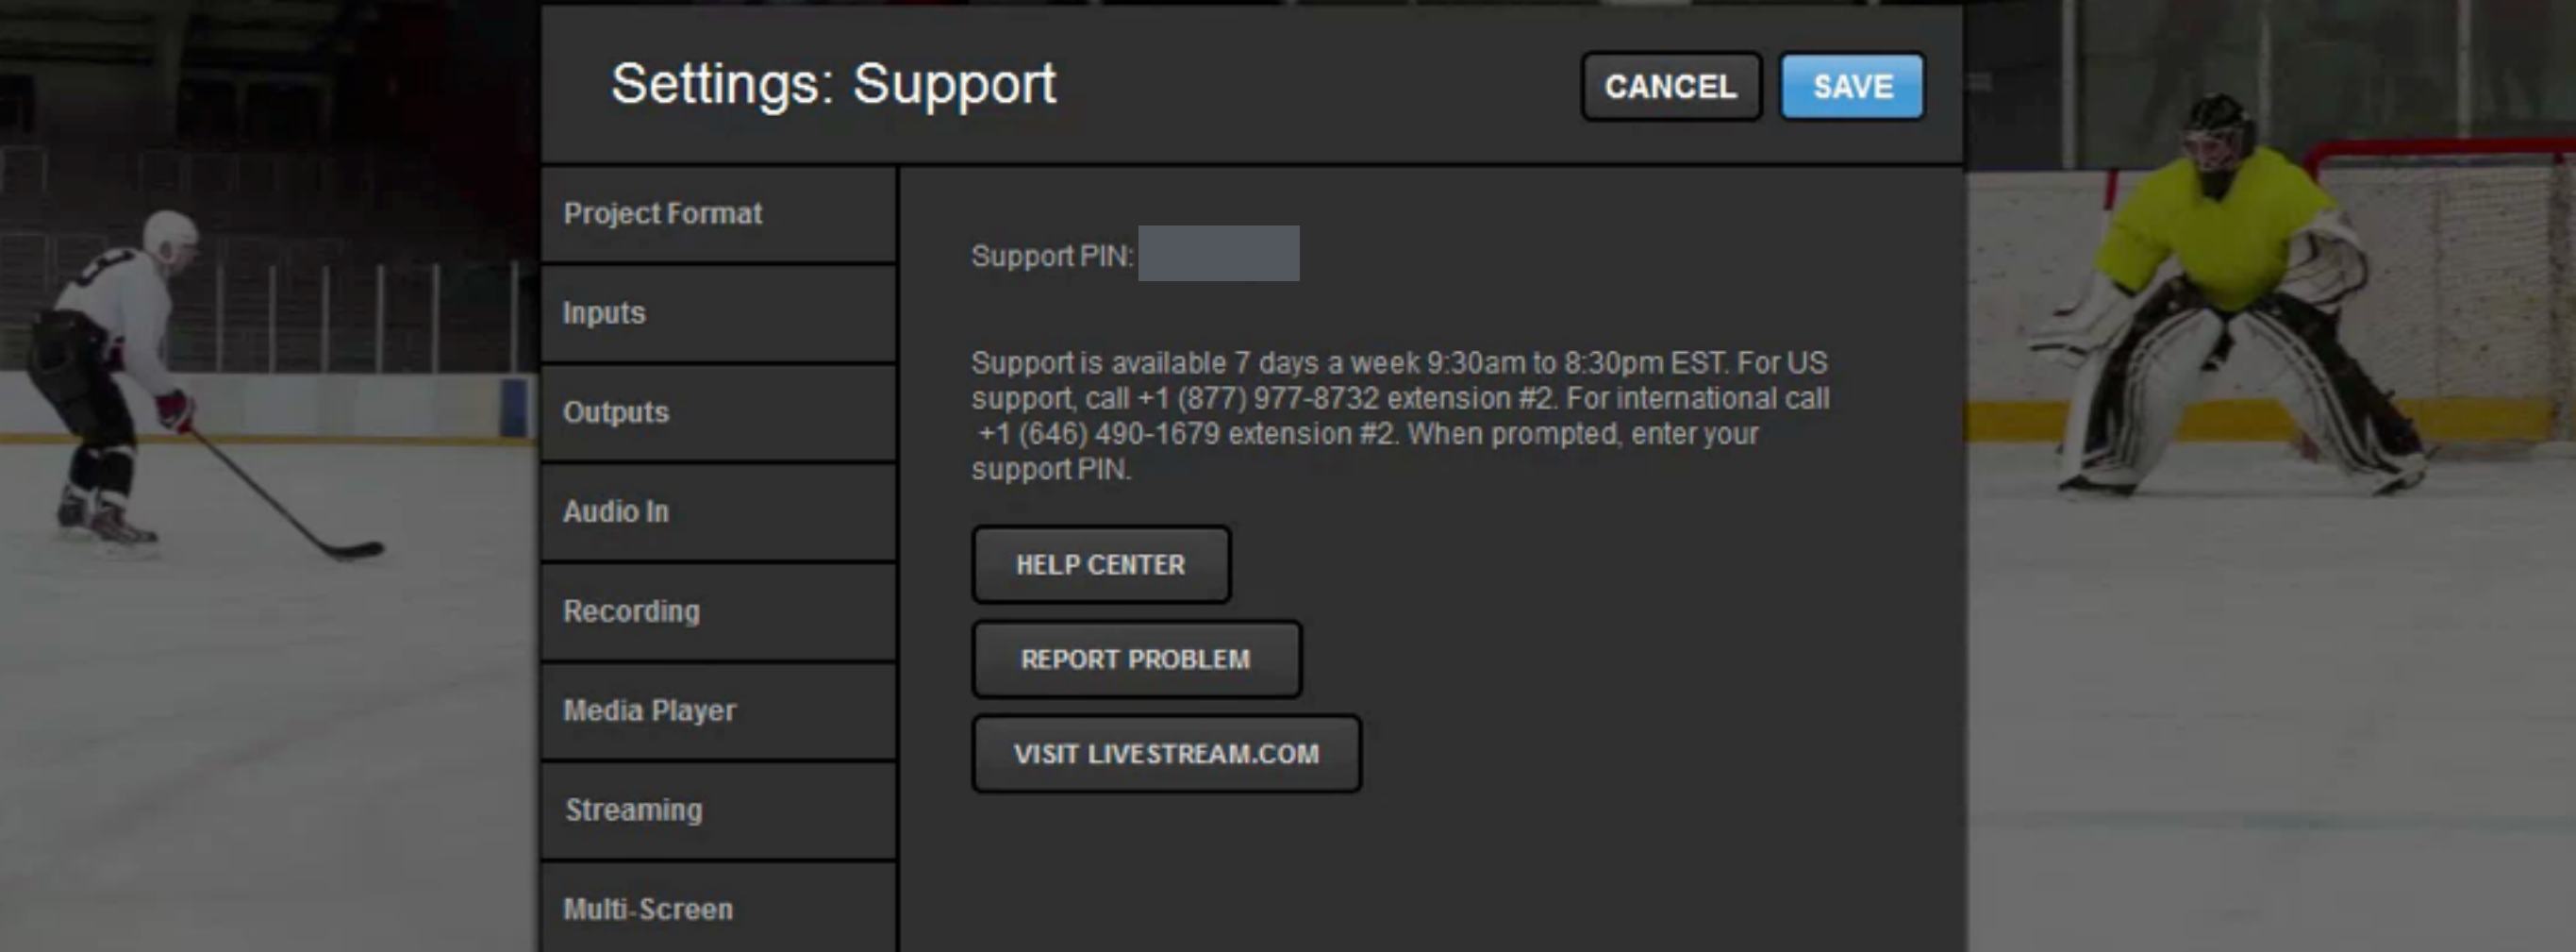 Settings: Support
CANCEL
SAVE
Project Format
Inputs
Outputs
Audio In
Recording
Media Player
Streaming
Multi-Screen
Support PIN:
Support is available 7 days a week 9:30am to 8:30pm EST. For US
support, call +1 (877) 977-8732 extension #2. For international call
+1 (646) 490-1679 extension #2. When prompted, enter your
support PIN.
HELP CENTER
REPORT PROBLEM
VISIT LIVESTREAM.COM